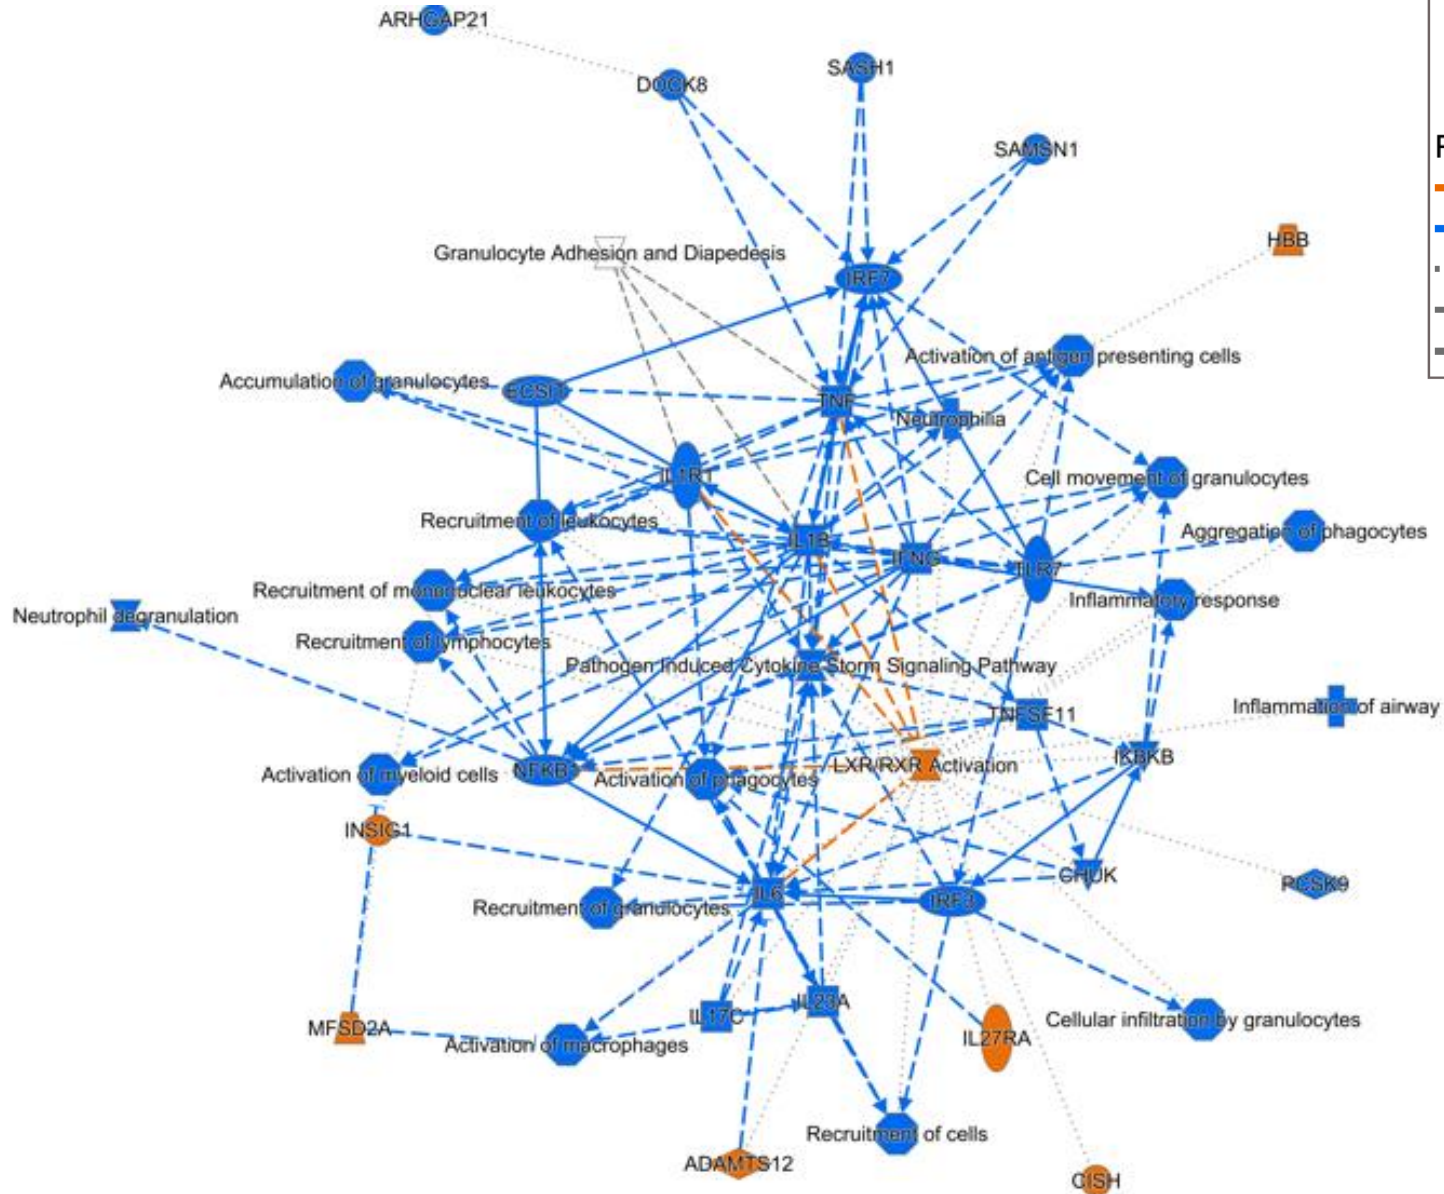 ARHGAP21
SASH1
DOCK8
SAMSN1
HBB
Granulocyte Adhesion and Diapedesis
IRF7
Activation of antigen presenting cells
Accumulation of granulocytes
ECSIT
TNF
Neutrophilia
IL1R1
Cell movement of granulocytes
Recruitment of leukocytes
Aggregation of phagocytes
IL1B
IFNG
TLR7
Recruitment of mononuclear leukocytes
Inflammatory response
Neutrophil degranulation
Recruitment of lymphocytes
Pathogen Induced Cytokine Storm Signaling Pathway
Inflammation of airway
TNFSF11
IKBKB
LXR/RXR Activation
Activation of myeloid cells
NFKB1
Activation of phagocytes
INSIG1
CHUK
PCSK9
IL6
IRF3
Recruitment of granulocytes
IL23A
IL17C
Cellular infiltration by granulocytes
MFSD2A
IL27RA
Activation of macrophages
Recruitment of cells
ADAMTS12
CISH